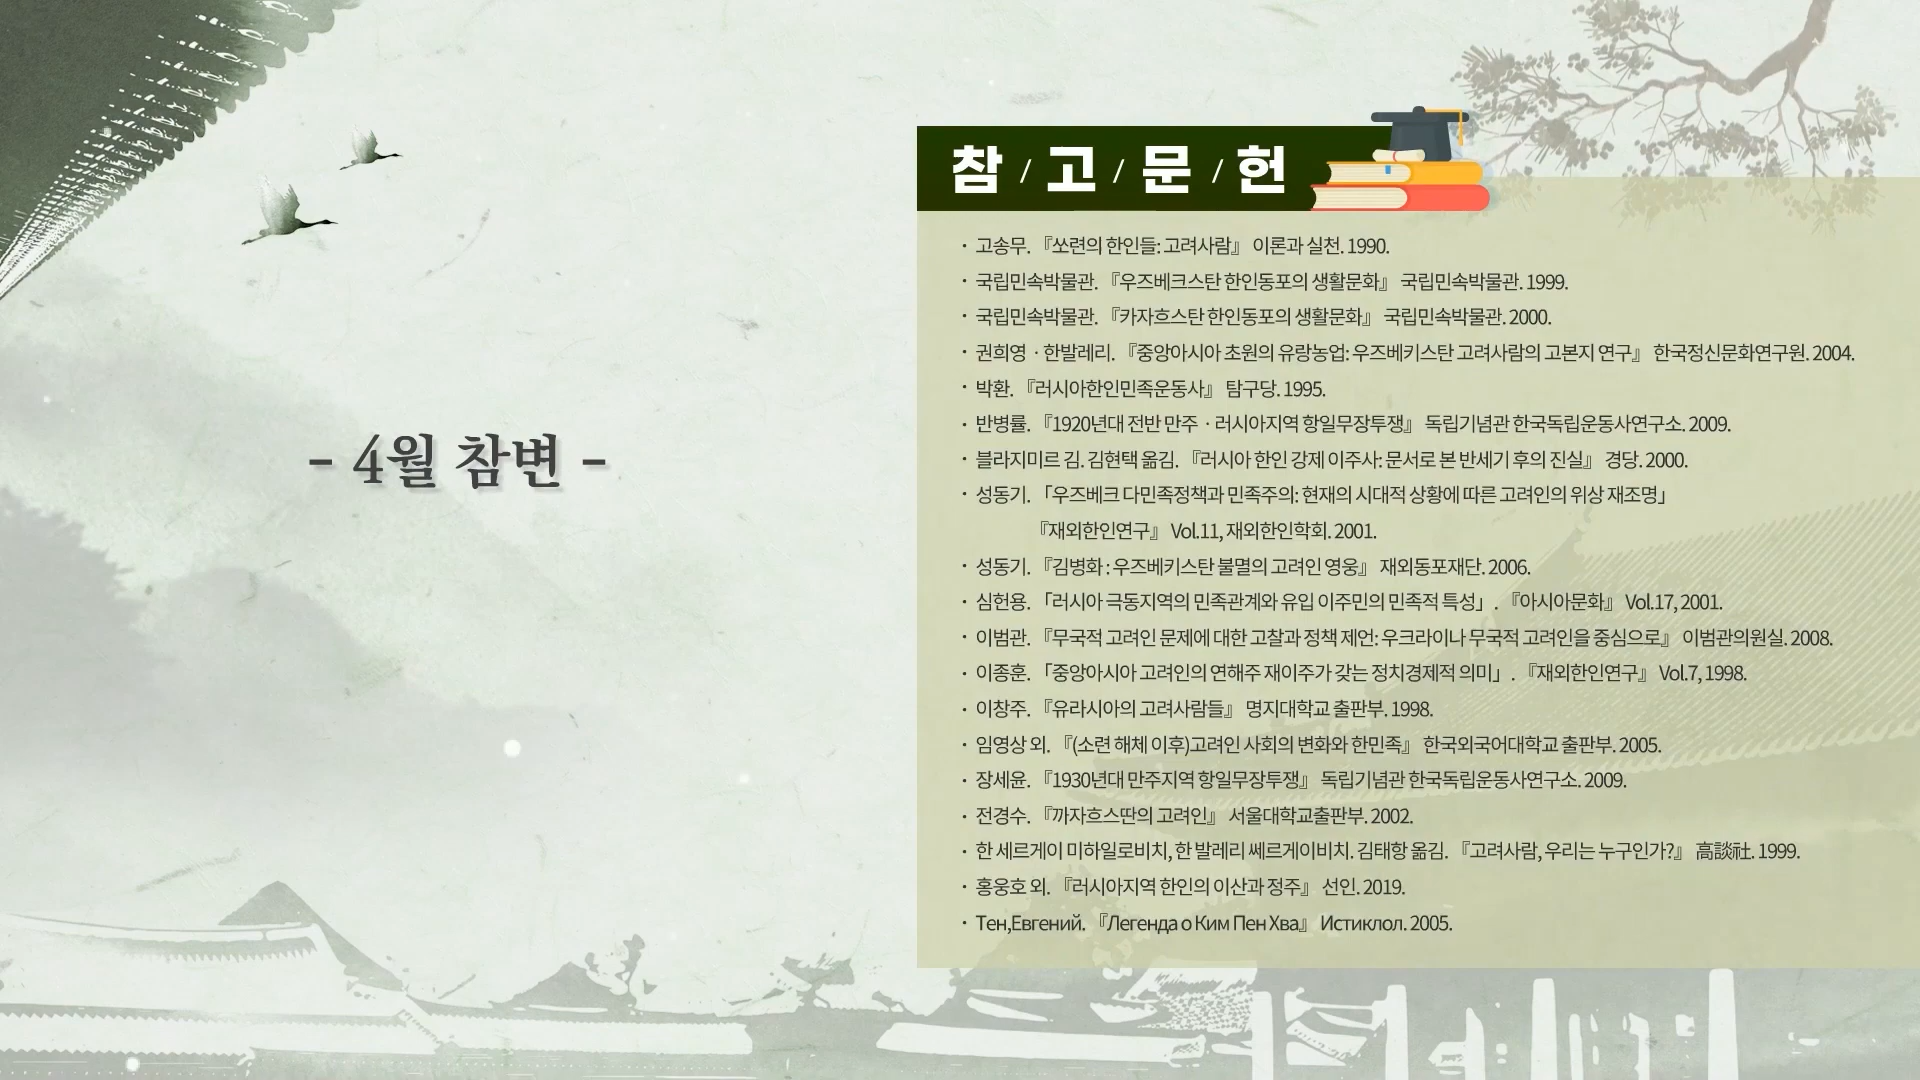 - 4월 참변 -
참 / 고 / 문 / 헌
· 고송무. 『쏘련의 한인들: 고려사람』 이론과 실천. 1990.
· 국립민속박물관. 『우즈베크스탄 한인동포의 생활문화』 국립민속박물관. 1999.
· 국립민속박물관. 『카자흐스탄 한인동포의 생활문화』 국립민속박물관. 2000.
· 권희영 · 한발레리. 『중앙아시아 초원의 유랑농업: 우즈베키스탄 고려사람의 고본지 연구』 한국정신문화연구원. 2004.
· 박환. 『러시아한인민족운동사』 탐구당. 1995.
· 반병률. 『1920년대 전반 만주 · 러시아지역 항일무장투쟁』 독립기념관 한국독립운동사연구소. 2009.
· 블라지미르 김. 김현택 옮김. 『러시아 한인 강제 이주사: 문서로 본 반세기 후의 진실』 경당. 2000.
· 성동기. 「우즈베크 다민족정책과 민족주의: 현재의 시대적 상황에 따른 고려인의 위상 재조명」
『재외한인연구』 Vol.11, 재외한인학회. 2001.
· 성동기. 『김병화 : 우즈베키스탄 불멸의 고려인 영웅』 재외동포재단. 2006.
· 심헌용. 「러시아 극동지역의 민족관계와 유입 이주민의 민족적 특성」. 『아시아문화』 Vol.17, 2001.
· 이범관. 『무국적 고려인 문제에 대한 고찰과 정책 제언: 우크라이나 무국적 고려인을 중심으로』 이범관의원실. 2008.
· 이종훈. 「중앙아시아 고려인의 연해주 재이주가 갖는 정치경제적 의미」. 『재외한인연구』 Vol.7, 1998.
· 이창주. 『유라시아의 고려사람들』 명지대학교 출판부. 1998.
· 임영상 외. 『(소련 해체 이후)고려인 사회의 변화와 한민족』 한국외국어대학교 출판부. 2005.
· 장세윤. 『1930년대 만주지역 항일무장투쟁』 독립기념관 한국독립운동사연구소. 2009.
· 전경수. 『까자흐스딴의 고려인』 서울대학교출판부. 2002.
· 한 세르게이 미하일로비치, 한 발레리 쎄르게이비치. 김태항 옮김. 『고려사람, 우리는 누구인가?』 高談社. 1999.
· 홍웅호 외. 『러시아지역 한인의 이산과 정주』 선인. 2019.
· Тен,Евгений. 『Легенда о Ким Пен Хва』 Истиклол. 2005.